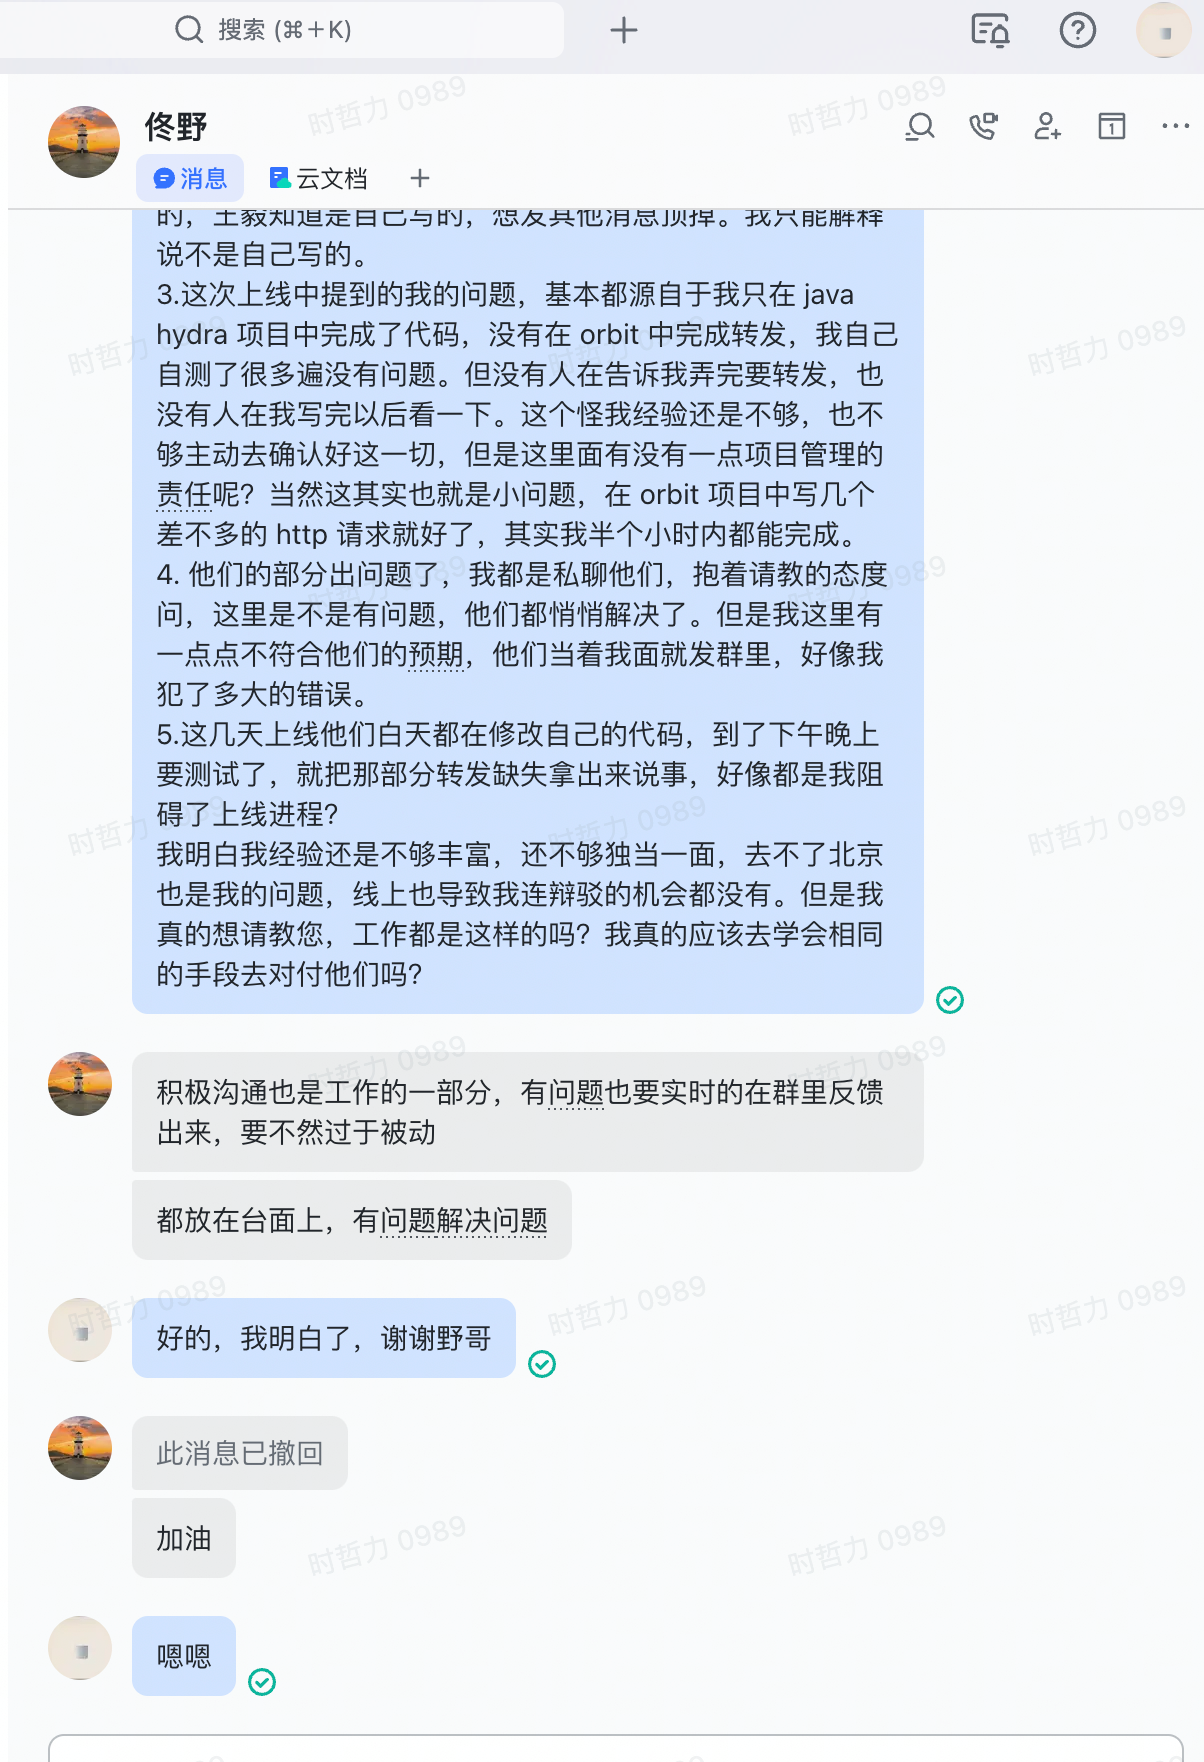 搜索 (⌘+K)
佟野
消息
云文档
的，王毅知道是自己写的，想发其他消息顶掉。我只能解释
说不是自己写的。
3.这次上线中提到的我的问题，基本都源自于我只在 java
hydra 项目中完成了代码，没有在 orbit 中完成转发，我自己
自测了很多遍没有问题。但没有人在告诉我弄完要转发，也
没有人在我写完以后看一下。这个怪我经验还是不够，也不
够主动去确认好这一切，但是这里面有没有一点项目管理的
责任呢？当然这其实也就是小问题，在 orbit 项目中写几个
差不多的 http 请求就好了，其实我半个小时内都能完成。
4. 他们的部分出问题了，我都是私聊他们，抱着请教的态度
问，这里是不是有问题，他们都悄悄解决了。但是我这里有
一点点不符合他们的预期，他们当着我面就发群里，好像我
犯了多大的错误。
5.这几天上线他们白天都在修改自己的代码，到了下午晚上
要测试了，就把那部分转发缺失拿出来说事，好像都是我阻
碍了上线进程？
我明白我经验还是不够丰富，还不够独当一面，去不了北京
也是我的问题，线上也导致我连辩驳的机会都没有。但是我
真的想请教您，工作都是这样的吗？我真的应该去学会相同
的手段去对付他们吗？
积极沟通也是工作的一部分，有问题也要实时的在群里反馈
出来，要不然过于被动
都放在台面上，有问题解决问题
好的，我明白了，谢谢野哥
此消息已撤回
加油
嗯嗯
时哲力 0989